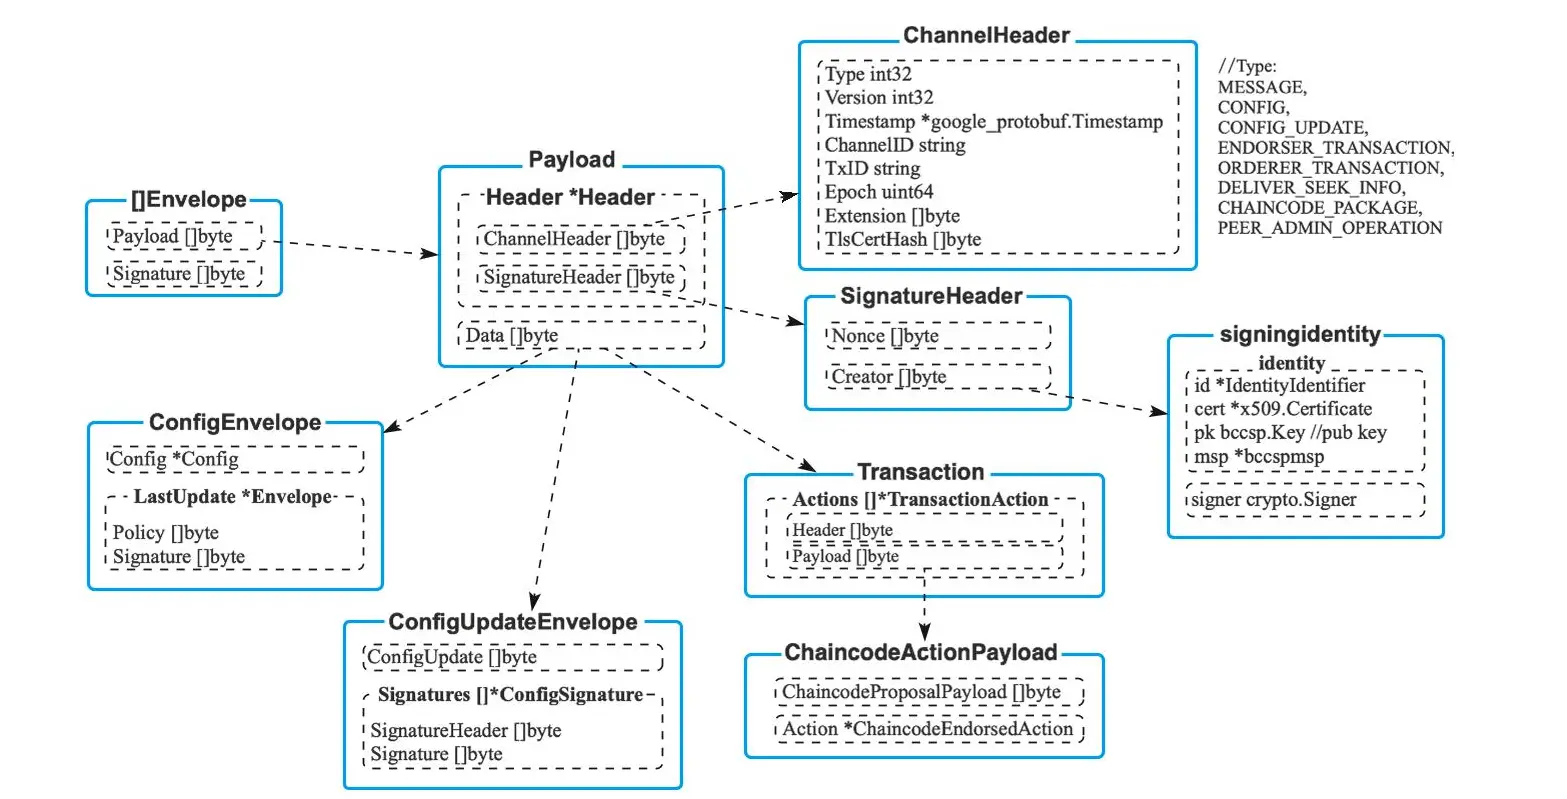 []Envelope
Payload []byte
Signature []byte
Payload
Header *Header
ChannelHeader []byte
SignatureHeader []byte
Data []byte
ChannelHeader
Type int32
Version int32
Timestamp *google_protobuf.Timestamp
ChannelID string
TxID string
Epoch uint64
Extension []byte
TlsCertHash []byte
//Type:
MESSAGE,
CONFIG,
CONFIG_UPDATE,
ENDORSER_TRANSACTION,
ORDERER_TRANSACTION,
DELIVER_SEEK_INFO,
CHAINCODE_PACKAGE,
PEER_ADMIN_OPERATION
SignatureHeader
Nonce []byte
Creator []byte
signingidentity
identity
id *IdentityIdentifier
cert *x509.Certificate
pk bccsp.Key //pub key
msp *bccspmsp
signer crypto.Signer
ConfigEnvelope
Config *Config
LastUpdate *Envelope
Policy []byte
Signature []byte
ConfigUpdateEnvelope
ConfigUpdate []byte
Signatures []*ConfigSignature
SignatureHeader []byte
Signature []byte
Transaction
Actions []*TransactionAction
Header []byte
Payload []byte
ChaincodeActionPayload
ChaincodeProposalPayload []byte
Action *ChaincodeEndorsedAction